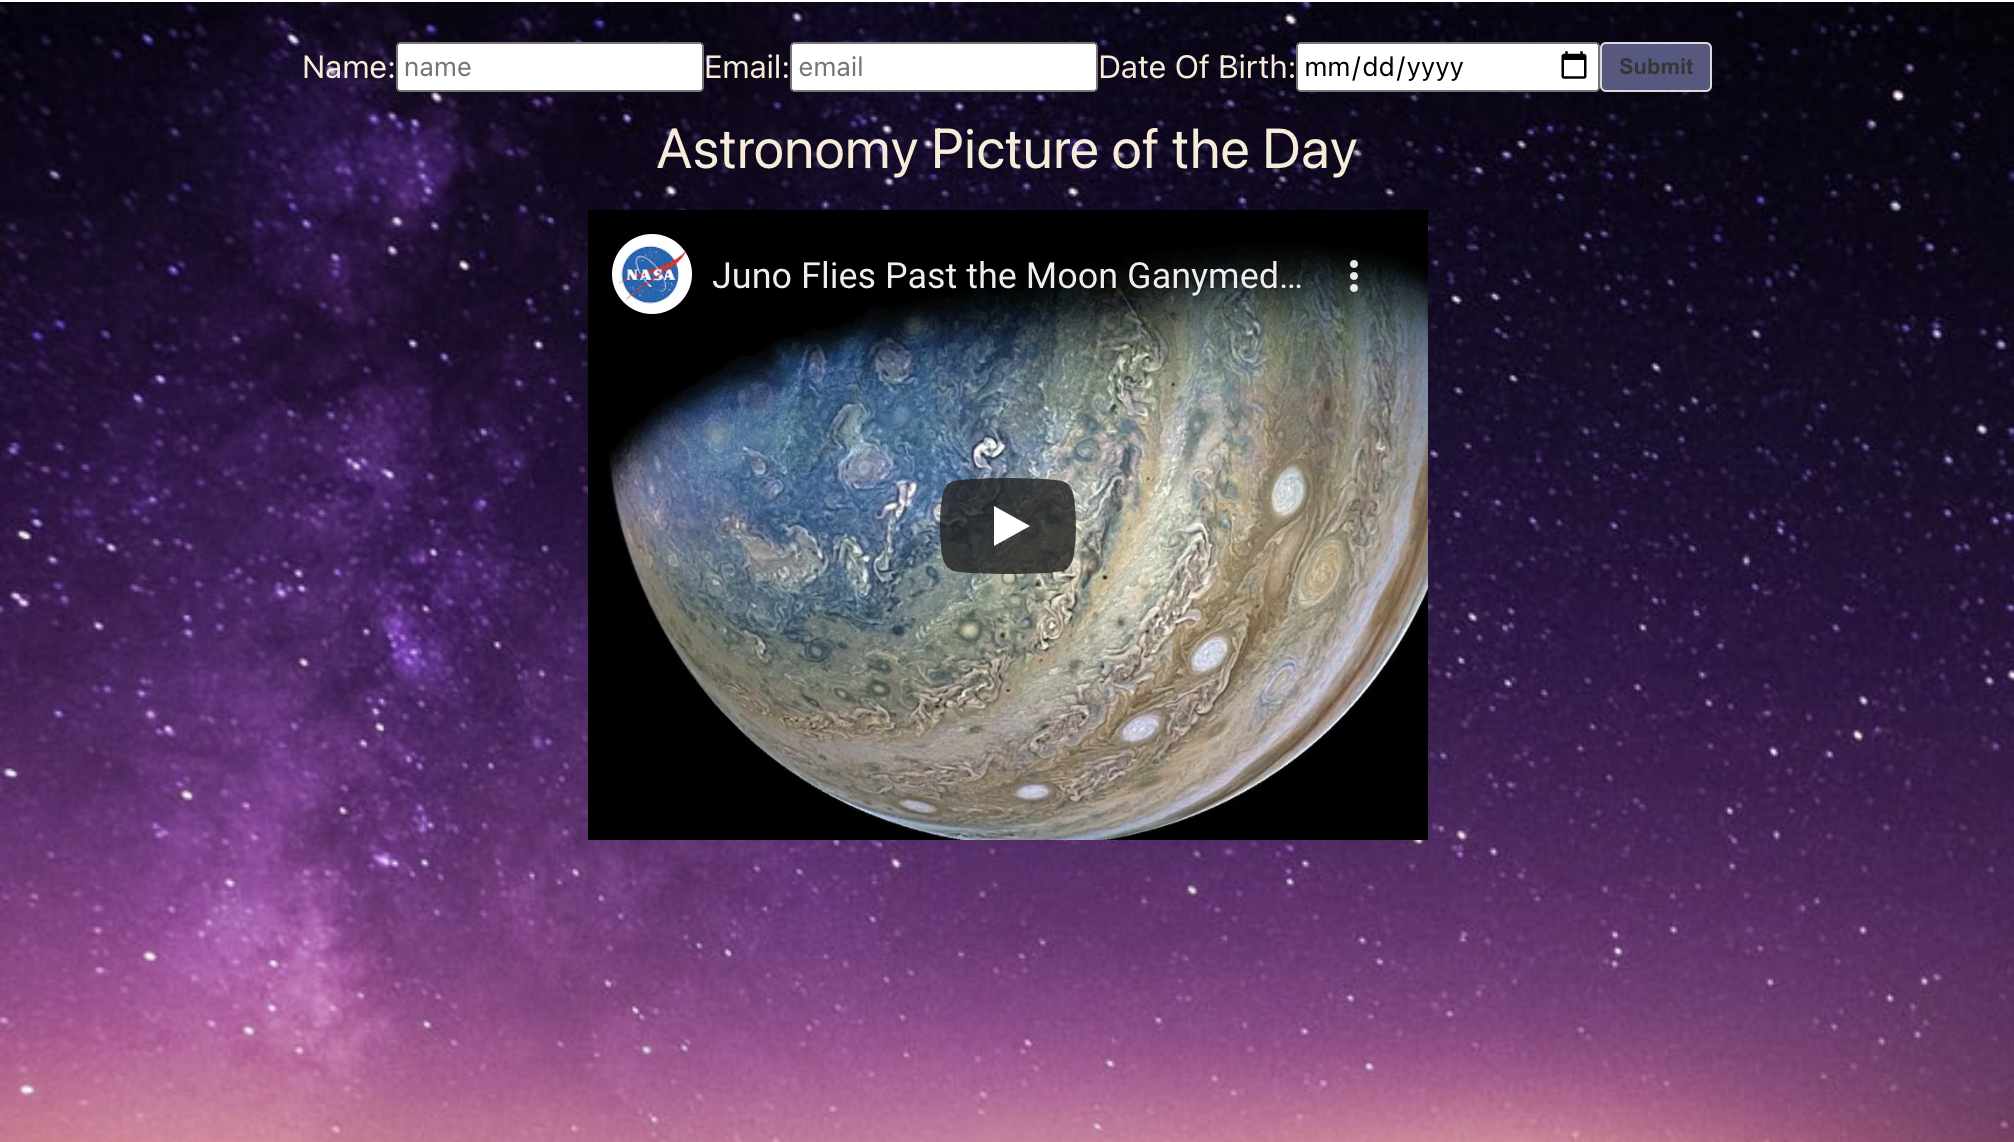 Name: name Email: email Date Of Birth: mm/dd/yyyy Submit
Astronomy Picture of the Day
NASA Juno Flies Past the Moon Ganymed...